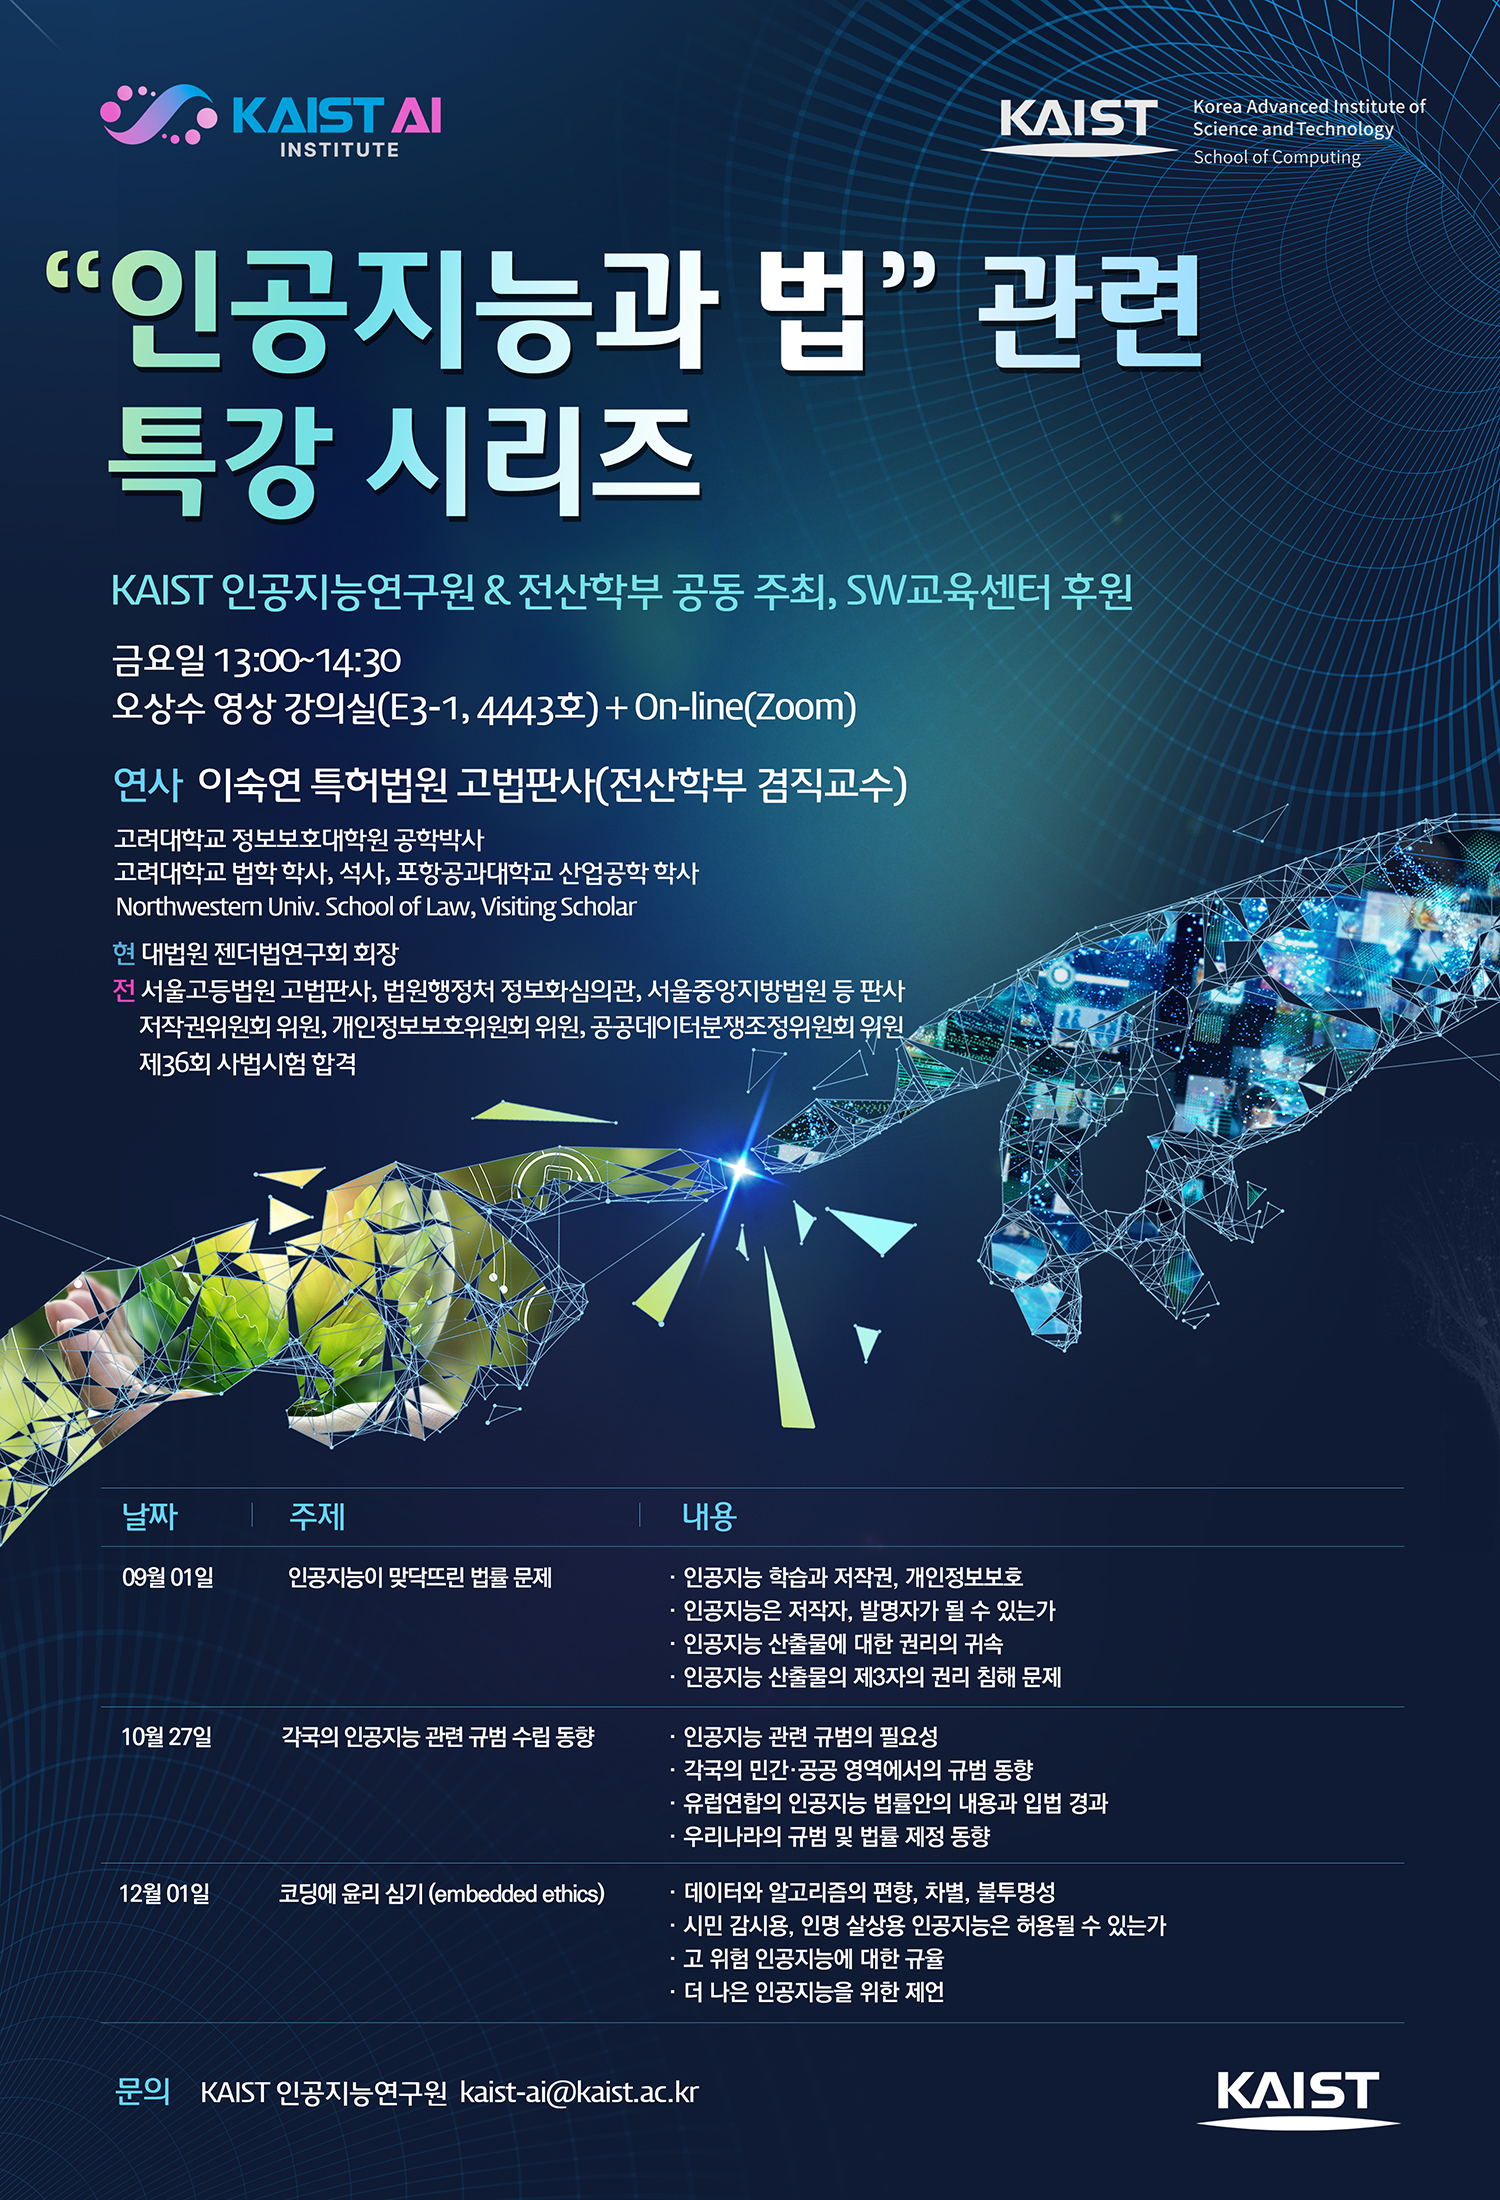 KAIST AI
INSTITUTE
KAIST
Korea Advanced Institute of
Science and Technology
School of Computing
“인공지능과 법” 관련
특강 시리즈
KAIST 인공지능연구원 & 전산학부 공동 주최, SW교육센터 후원
금요일 13:00~14:30
오상수 영상 강의실(E3-1, 4443호) + On-line(Zoom)
연사 이숙연 특허법원 고법판사(전산학부 겸직교수)
고려대학교 정보보호대학원 공학박사
고려대학교 법학 학사, 석사, 포항공과대학교 산업공학 학사
Northwestern Univ. School of Law, Visiting Scholar
현 대법원 젠더법연구회 회장
전 서울고등법원 고법판사, 법원행정처 정보화심의관, 서울중앙지방법원 등 판사
저작권위원회 위원, 개인정보보호위원회 위원, 공공데이터분쟁조정위원회 위원
제36회 사법시험 합격
날짜 주제 내용
09월 01일 인공지능이 맞닥뜨린 법률 문제 · 인공지능 학습과 저작권, 개인정보보호
· 인공지능은 저작자, 발명자가 될 수 있는가
· 인공지능 산출물에 대한 권리의 귀속
· 인공지능 산출물의 제3자의 권리 침해 문제
10월 27일 각국의 인공지능 관련 규범 수립 동향 · 인공지능 관련 규범의 필요성
· 각국의 민간·공공 영역에서의 규범 동향
· 유럽연합의 인공지능 법률안의 내용과 입법 경과
· 우리나라의 규범 및 법률 제정 동향
12월 01일 코딩에 윤리 심기 (embedded ethics) · 데이터와 알고리즘의 편향, 차별, 불투명성
· 시민 감시용, 인명 살상용 인공지능은 허용될 수 있는가
· 고 위험 인공지능에 대한 규율
· 더 나은 인공지능을 위한 제언
문의 KAIST 인공지능연구원 kaist-ai@kaist.ac.kr
KAIST